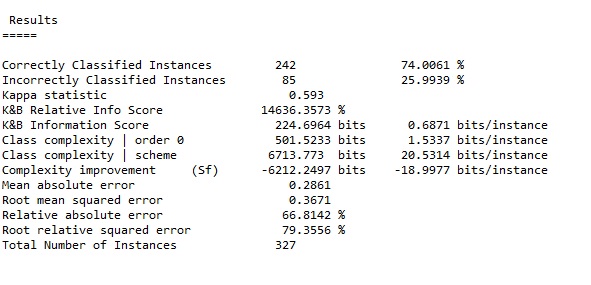 Results
=====
Correctly Classified Instances 242 74.0061 %
Incorrectly Classified Instances 85 25.9939 %
Kappa statistic 0.593
K&B Relative Info Score 14636.3573 %
K&B Information Score 224.6964 bits 0.6871 bits/instance
Class complexity | order 0 501.5233 bits 1.5337 bits/instance
Class complexity | scheme 6713.773 bits 20.5314 bits/instance
Complexity improvement (Sf) -6212.2497 bits -18.9977 bits/instance
Mean absolute error 0.2861
Root mean squared error 0.3671
Relative absolute error 66.8142 %
Root relative squared error 79.3556 %
Total Number of Instances 327